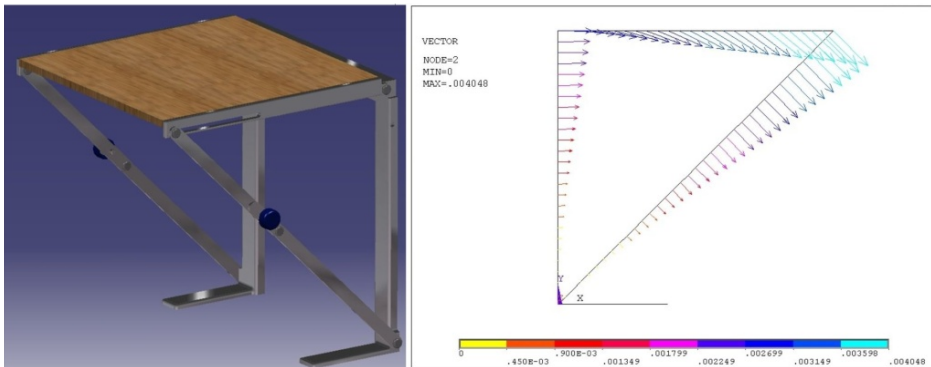 VECTOR
NODE=2
MIN=0
MAX=.004048
Y
X
0 .900E-03 .001799 .002699 .003598
.450E-03 .001349 .002249 .003149 .004048